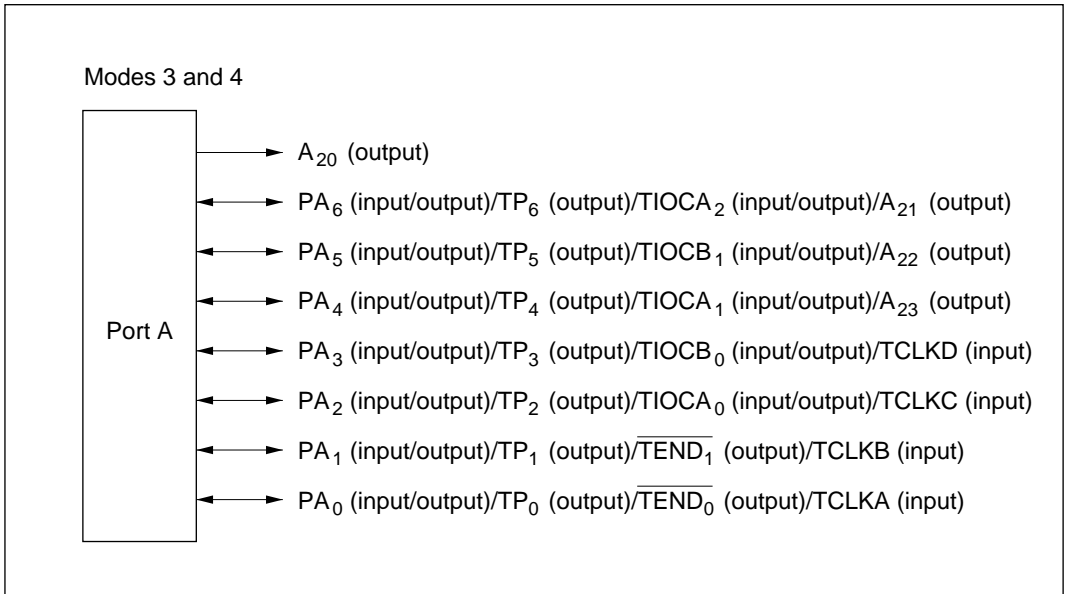 Modes 3 and 4
A20 (output)
PA6 (input/output)/TP6 (output)/TIOCA2 (input/output)/A21 (output)
PA5 (input/output)/TP5 (output)/TIOCB1 (input/output)/A22 (output)
PA4 (input/output)/TP4 (output)/TIOCA1 (input/output)/A23 (output)
Port A
PA3 (input/output)/TP3 (output)/TIOCB0 (input/output)/TCLKD (input)
PA2 (input/output)/TP2 (output)/TIOCA0 (input/output)/TCLKC (input)
PA1 (input/output)/TP1 (output)/TEND1 (output)/TCLKB (input)
PA0 (input/output)/TP0 (output)/TEND0 (output)/TCLKA (input)